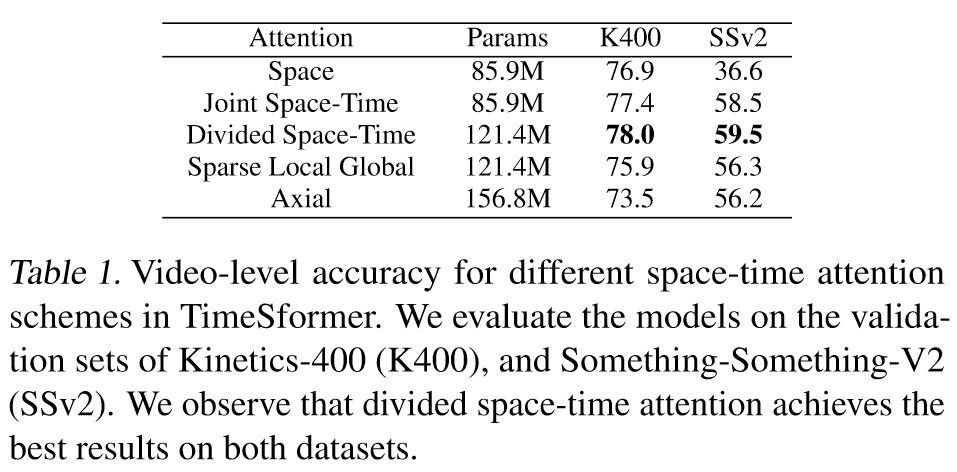 Attention Params K400 SSv2
Space 85.9M 76.9 36.6
Joint Space-Time 85.9M 77.4 58.5
Divided Space-Time 121.4M 78.0 59.5
Sparse Local Global 121.4M 75.9 56.3
Axial 156.8M 73.5 56.2
Table 1. Video-level accuracy for different space-time attention
schemes in TimeSformer. We evaluate the models on the valida-
tion sets of Kinetics-400 (K400), and Something-Something-V2
(SSv2). We observe that divided space-time attention achieves the
best results on both datasets.